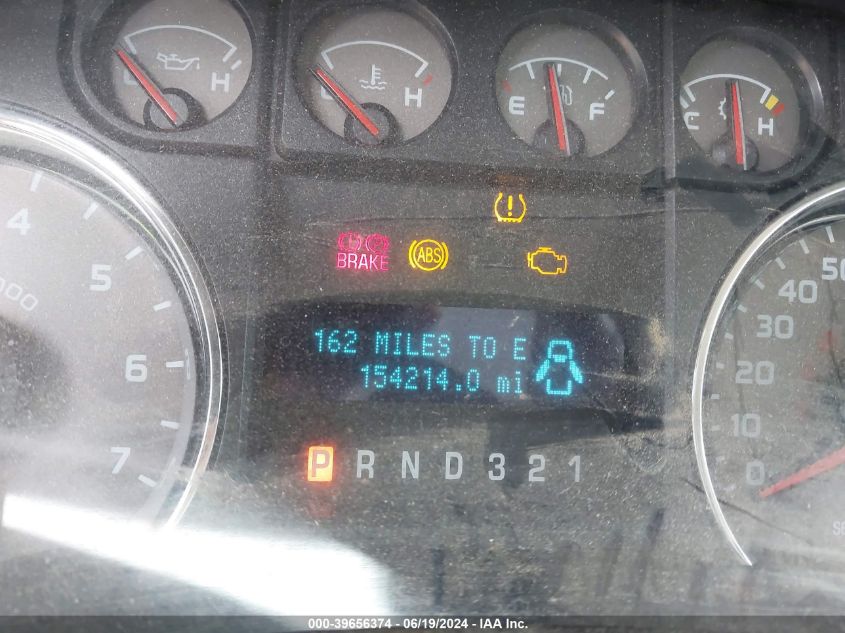 H
H
E F
C H
4
5
6
7
000
BRAKE
ABS
162 MILES TO E
154214.0 mi
P R N D 3 2 1
50
40
30
20
10
0
000-39656374 - 06/19/2024 - IAA Inc.